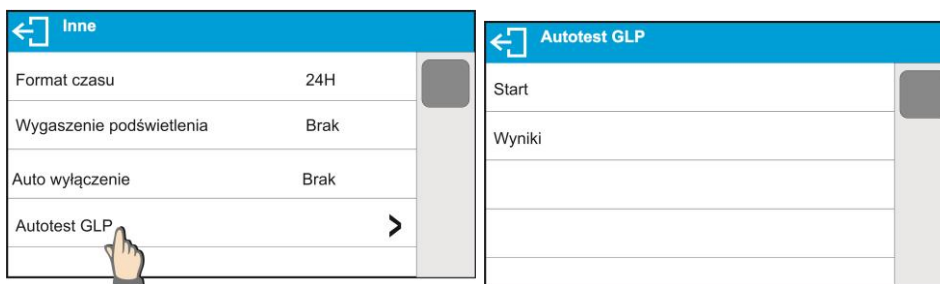 Inne
Format czasu 24H
Wygaszenie podświetlenia Brak
Auto wyłączenie Brak
Autotest GLP
Autotest GLP
Start
Wyniki